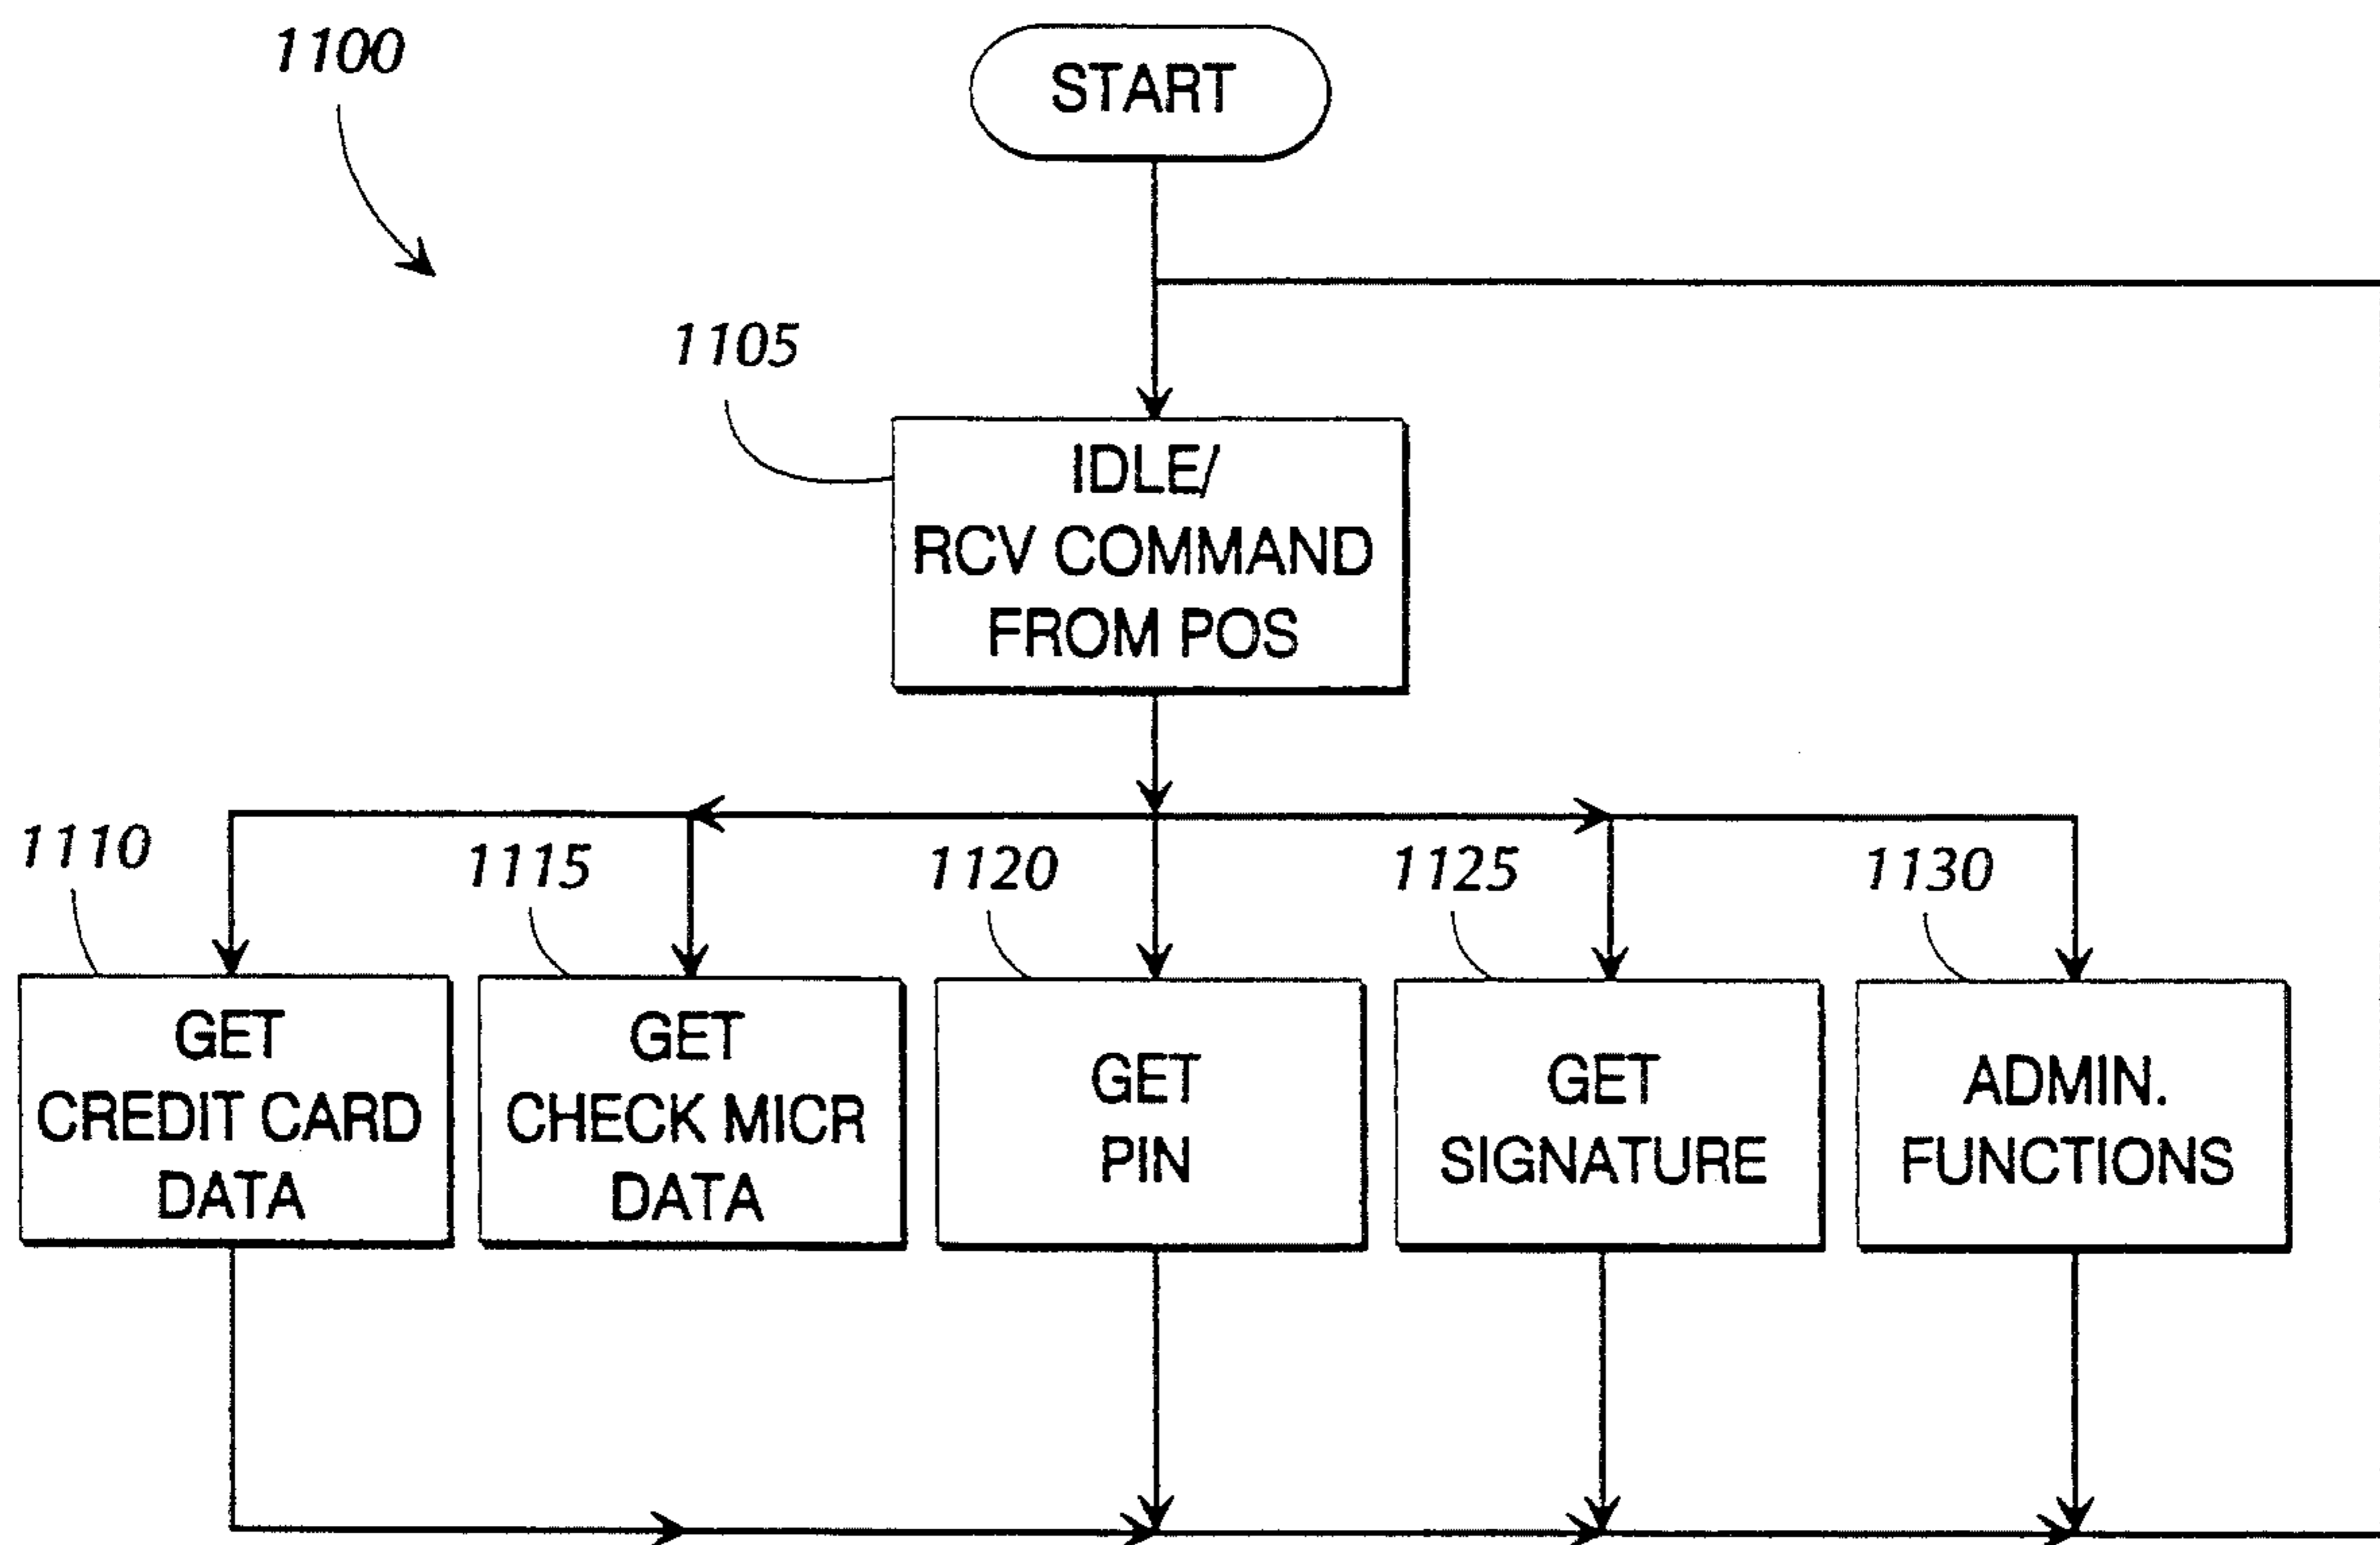 1100
START
1105
IDLE/
RCV COMMAND
FROM POS
1110
1115
1120
1125
1130
GET
CREDIT CARD
DATA
GET
CHECK MICR
DATA
GET
PIN
GET
SIGNATURE
ADMIN.
FUNCTIONS